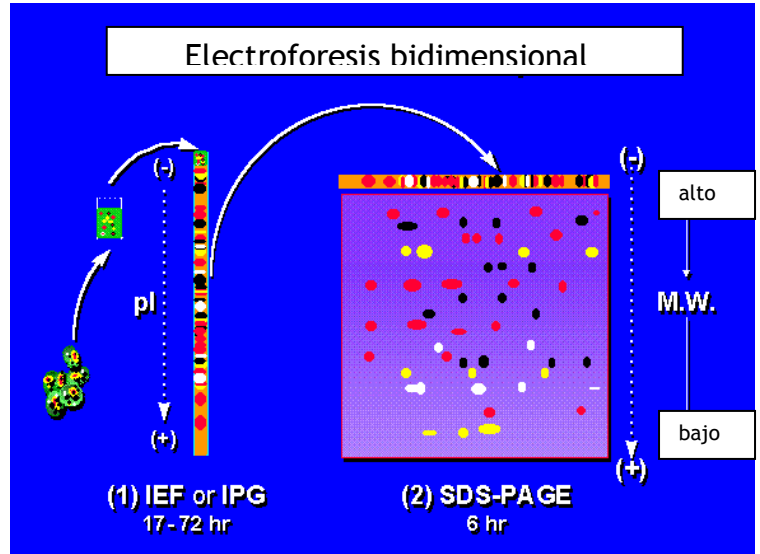 Electroforesis bidimensional
(-)
pI
(+)
(1) IEF or IPG
17-72 hr
(-)
alto
M.W.
bajo
(+)
(2) SDS-PAGE
6 hr